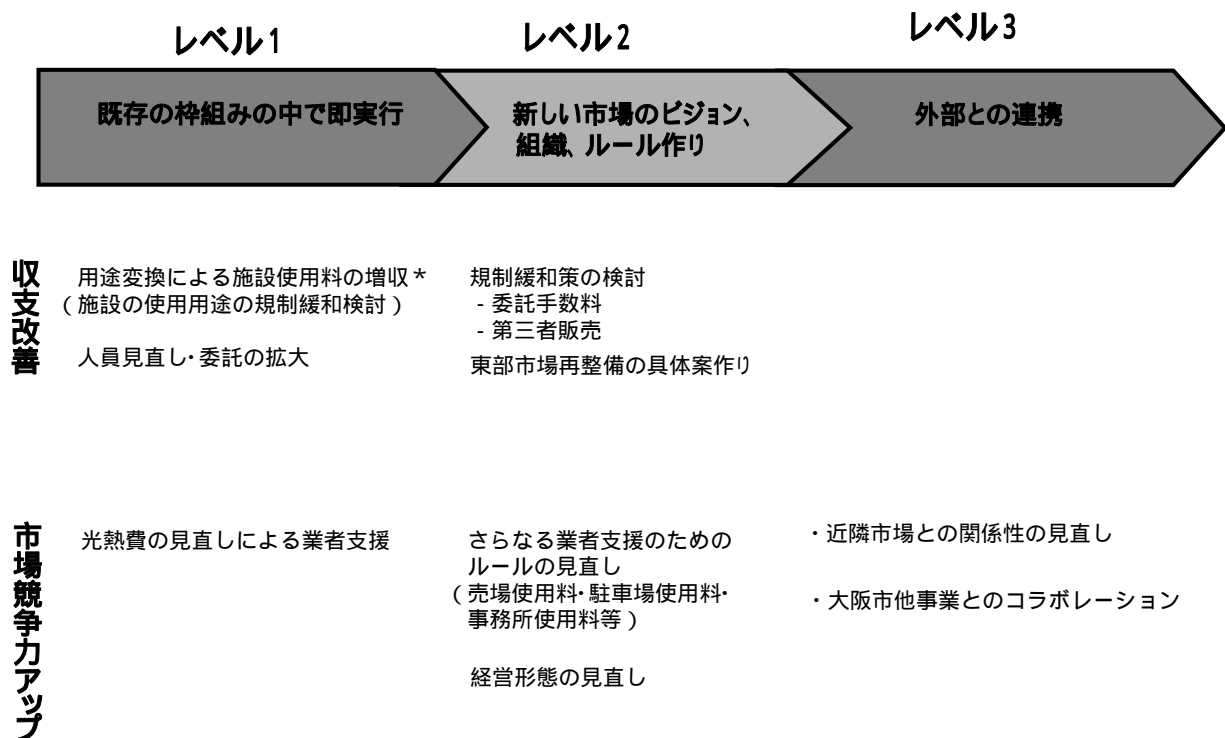 レベル1
レベル2
レベル3
既存の枠組みの中で即実行
新しい市場のビジョン、
組織、ルール作り
外部との連携
収支改善
用途変換による施設使用料の増収*
(施設の使用用途の規制緩和検討)
人員見直し・委託の拡大
規制緩和策の検討
- 委託手数料
- 第三者販売
東部市場再整備の具体案作り
市場競争力アップ
光熱費の見直しによる業者支援
さらなる業者支援のための
ルールの見直し
(売場使用料・駐車場使用料・
事務所使用料等)
経営形態の見直し
・近隣市場との関係性の見直し
・大阪市他事業とのコラボレーション